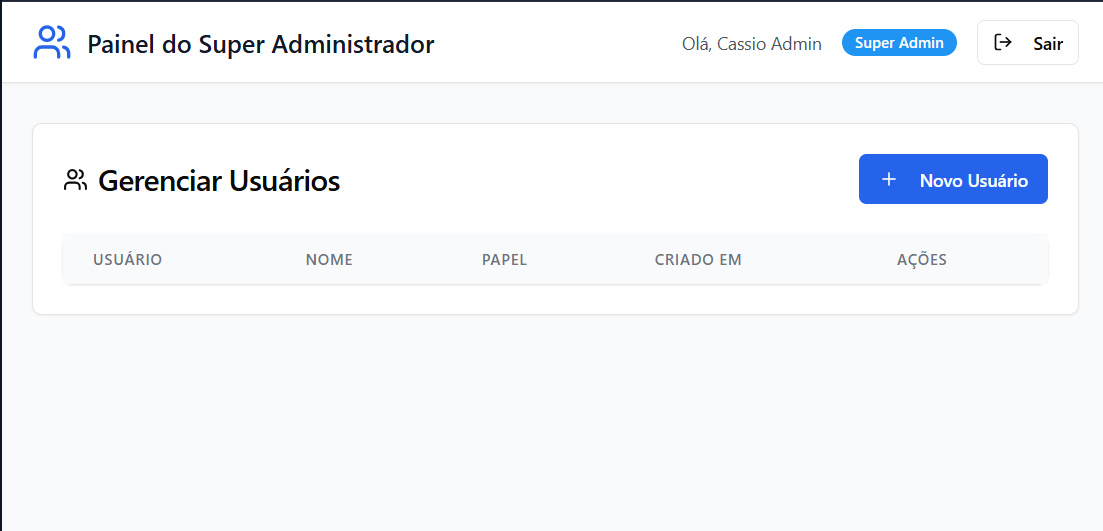 Painel do Super Administrador
Olá, Cassio Admin
Super Admin
Sair
Gerenciar Usuários
+ Novo Usuário
USUÁRIO NOME PAPEL CRIADO EM AÇÕES